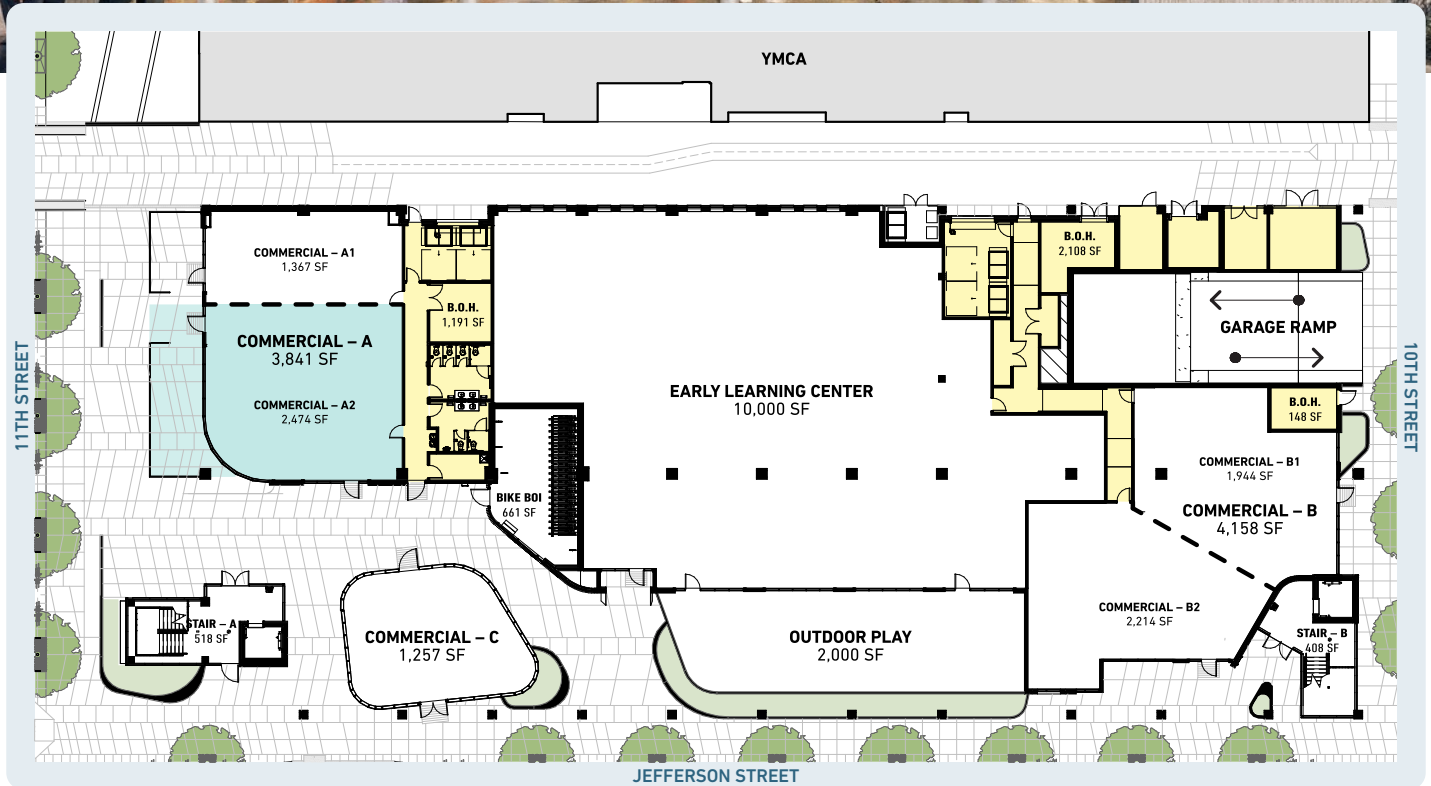 YMCA
COMMERCIAL – A1
1,367 SF
COMMERCIAL – A
3,841 SF
COMMERCIAL – A2
2,474 SF
B.O.H.
1,191 SF
EARLY LEARNING CENTER
10,000 SF
B.O.H.
2,108 SF
GARAGE RAMP
B.O.H.
148 SF
COMMERCIAL – B1
1,944 SF
COMMERCIAL – B
4,158 SF
COMMERCIAL – B2
2,214 SF
BIKE BOI
661 SF
STAIR – A
518 SF
COMMERCIAL – C
1,257 SF
OUTDOOR PLAY
2,000 SF
STAIR – B
408 SF
11TH STREET
10TH STREET
JEFFERSON STREET